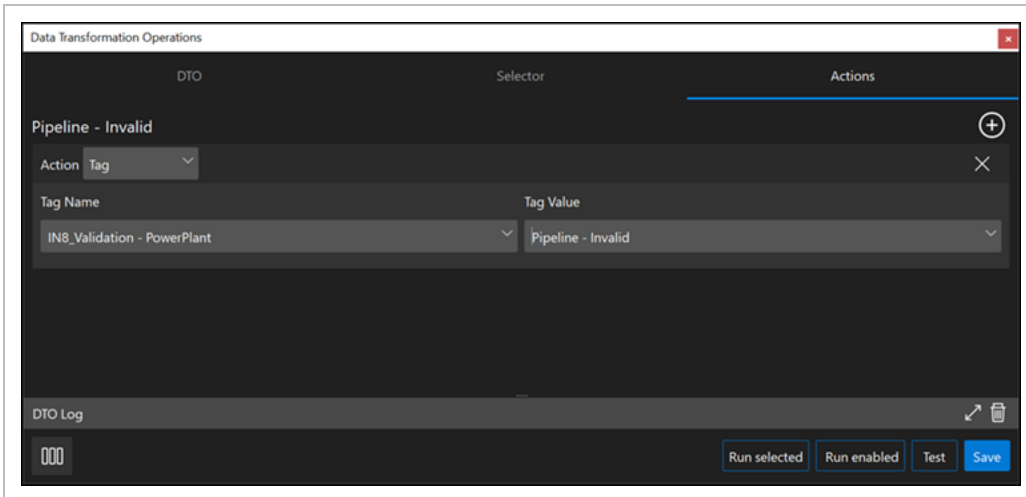 Data Transformation Operations
DTO Selector Actions
Pipeline - Invalid
Action Tag
Tag Name Tag Value
IN8_Validation - PowerPlant Pipeline - Invalid
DTO Log
Run selected Run enabled Test Save